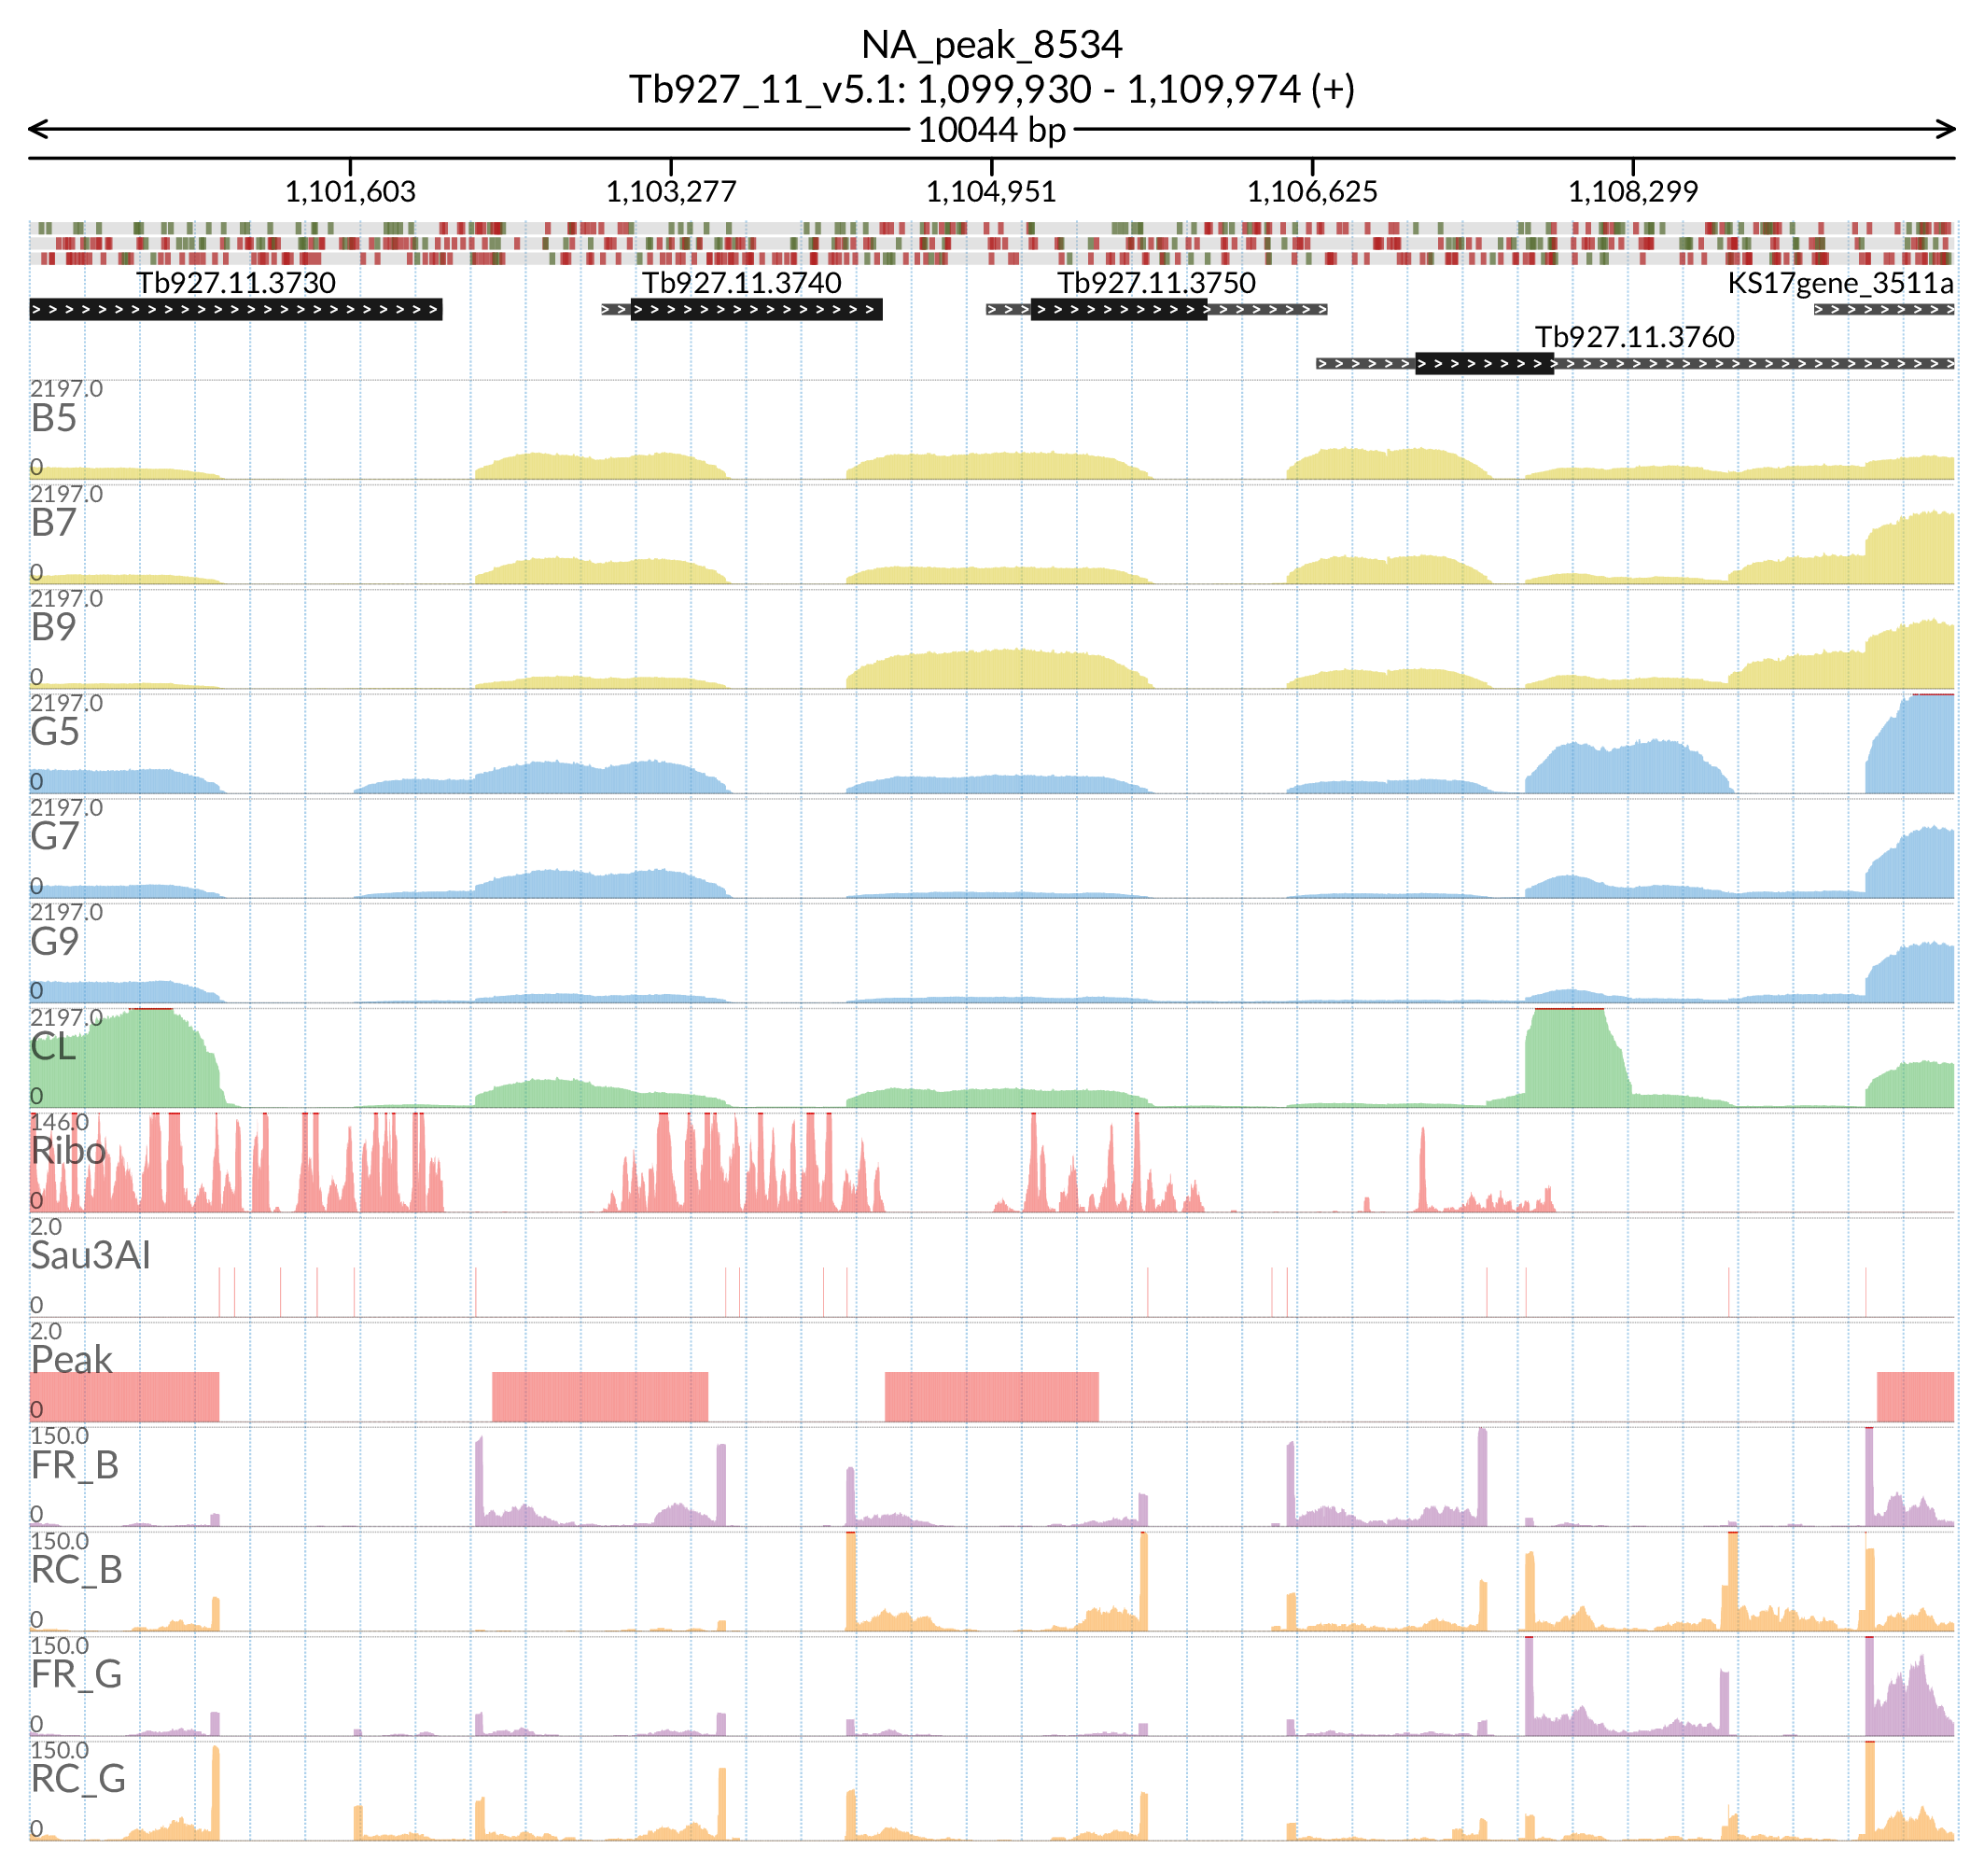 NA_peak_8534
Tb927_11_v5.1: 1,099,930 - 1,109,974 (+)
10044 bp
1,101,603 1,103,277 1,104,951 1,106,625 1,108,299
Tb927.11.3730 Tb927.11.3740 Tb927.11.3750 KS17gene_3511a
Tb927.11.3760
2197.0
B5
0
2197.0
B7
0
2197.0
B9
0
2197.0
G5
0
2197.0
G7
0
2197.0
G9
0
2197.0
CL
0
146.0
Ribo
0
2.0
Sau3AI
0
2.0
Peak
0
150.0
FR_B
0
150.0
RC_B
0
150.0
FR_G
0
150.0
RC_G
0